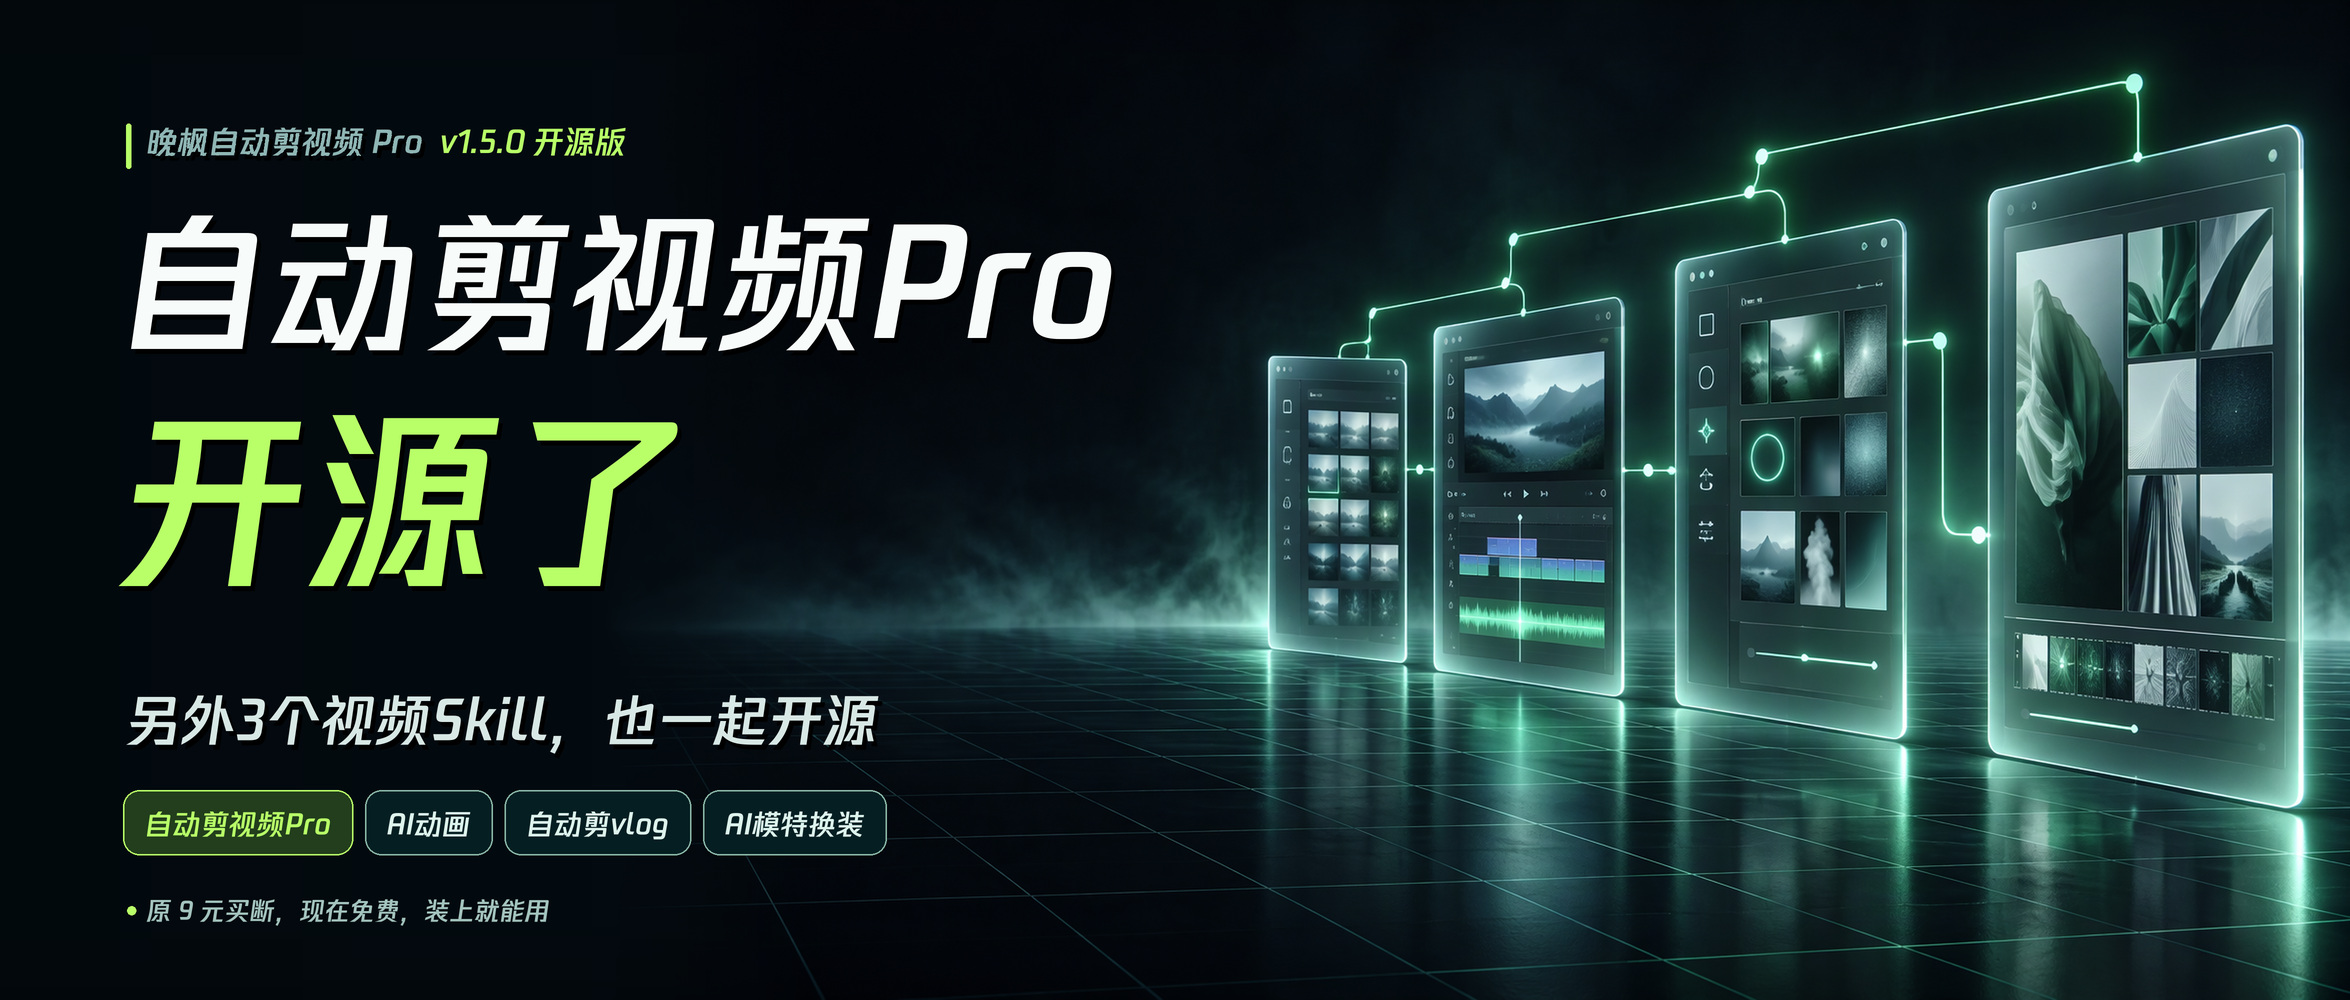 晚枫自动剪视频 Pro v1.5.0 开源版
自动剪视频Pro
开源了
另外3个视频Skill，也一起开源
自动剪视频Pro AI动画 自动剪vlog AI模特换装
原 9 元买断，现在免费，装上就能用